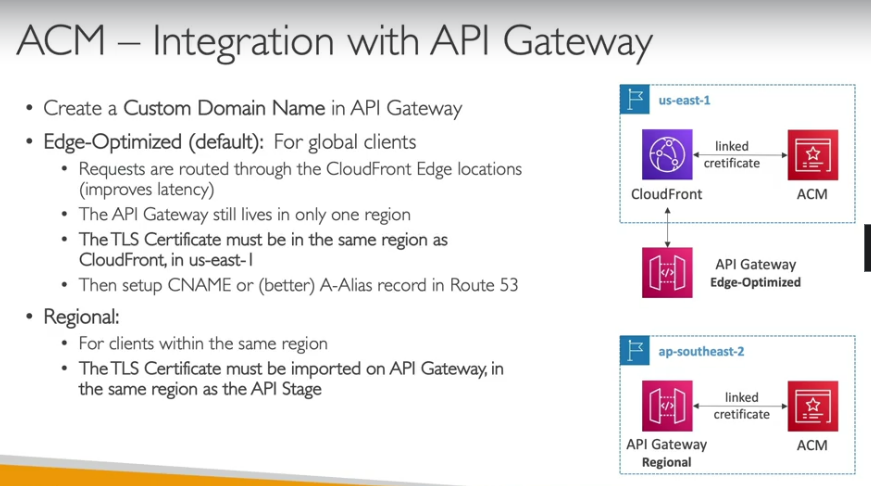 ACM – Integration with API Gateway
• Create a Custom Domain Name in API Gateway
• Edge-Optimized (default): For global clients
• Requests are routed through the CloudFront Edge locations
(improves latency)
• The API Gateway still lives in only one region
• The TLS Certificate must be in the same region as
CloudFront, in us-east-1
• Then setup CNAME or (better) A-Alias record in Route 53
• Regional:
• For clients within the same region
• The TLS Certificate must be imported on API Gateway, in
the same region as the API Stage
us-east-1
linked
cretificate
CloudFront
ACM
API Gateway
Edge-Optimized
ap-southeast-2
linked
cretificate
API Gateway
Regional
ACM